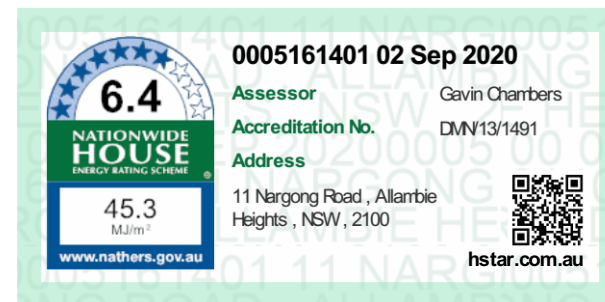 6.4
NATIONWIDE
HOUSE
ENERGY RATING SCHEME
®
45.3
MJ/m²
www.nathers.gov.au
0005161401 02 Sep 2020
Assessor Gavin Chambers
Accreditation No. DMN/13/1491
Address
11 Nargong Road , Allambie
Heights , NSW , 2100
hstar.com.au